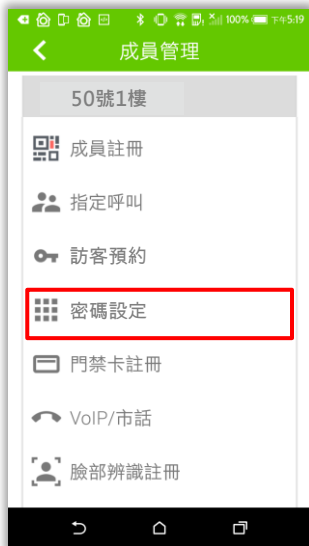 100% 下午5:19
成員管理
50號1樓
成員註冊
指定呼叫
訪客預約
密碼設定
門禁卡註冊
VoIP/市話
臉部辨識註冊